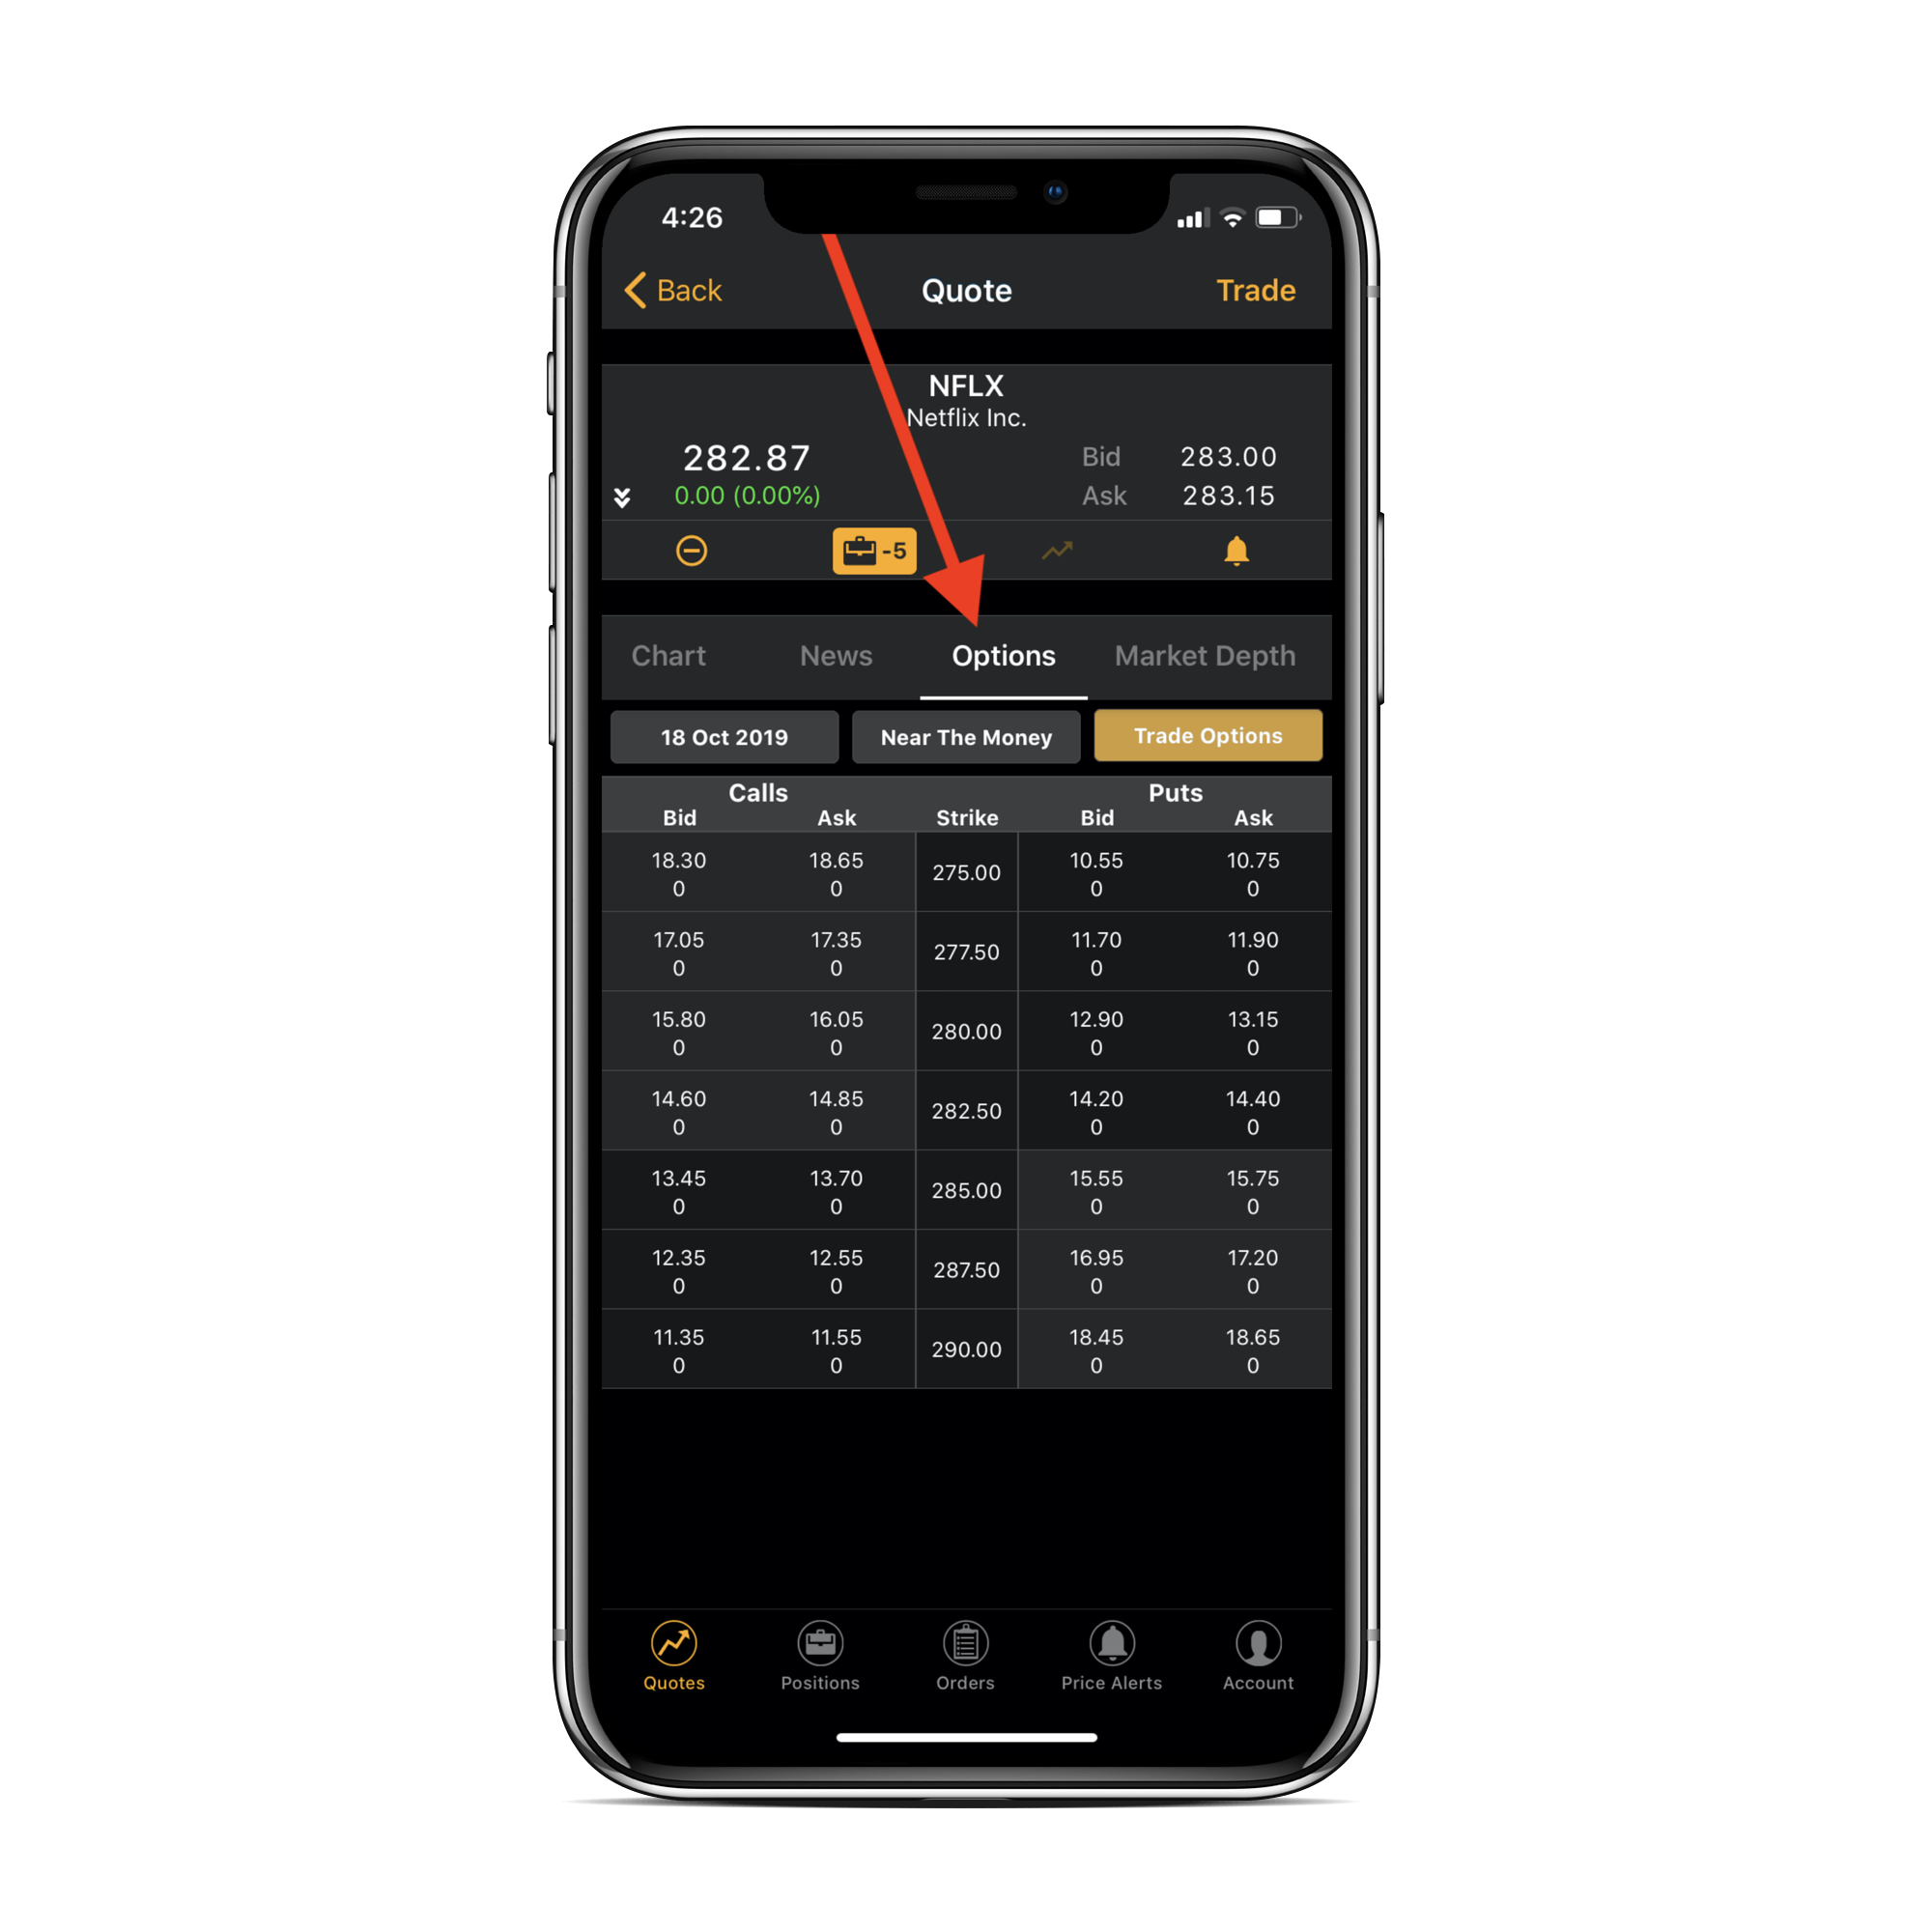 4:26
Back Quote Trade
NFLX
Netflix Inc.
282.87 Bid 283.00
0.00 (0.00%) Ask 283.15
-5
Chart News Options Market Depth
18 Oct 2019 Near The Money Trade Options
Calls Puts
Bid Ask Strike Bid Ask
18.30 18.65 275.00 10.55 10.75
0 0 0 0
17.05 17.35 277.50 11.70 11.90
0 0 0 0
15.80 16.05 280.00 12.90 13.15
0 0 0 0
14.60 14.85 282.50 14.20 14.40
0 0 0 0
13.45 13.70 285.00 15.55 15.75
0 0 0 0
12.35 12.55 287.50 16.95 17.20
0 0 0 0
11.35 11.55 290.00 18.45 18.65
0 0 0 0
Quotes Positions Orders Price Alerts Account